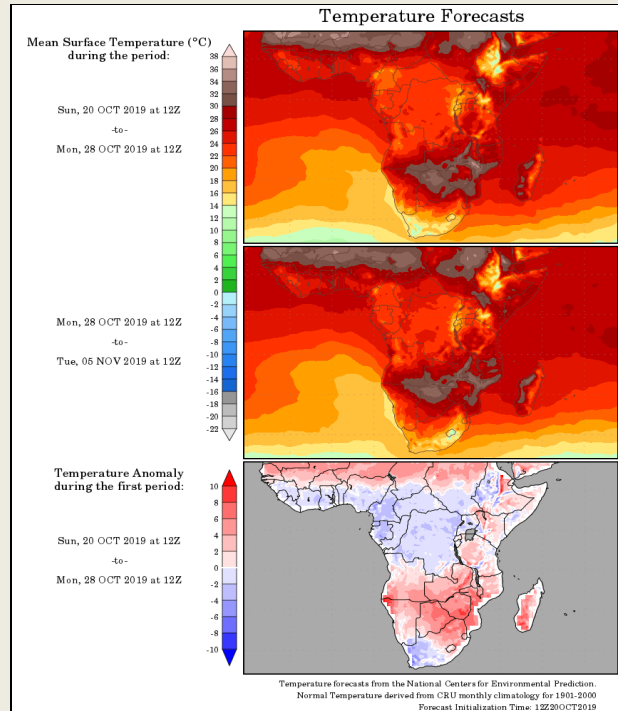 Temperature Forecasts
Mean Surface Temperature (°C)
during the period:
Sun, 20 OCT 2019 at 12Z
-to-
Mon, 28 OCT 2019 at 12Z
38
36
34
32
30
28
26
24
22
20
18
16
14
12
10
8
6
4
2
0
-2
-4
-6
-8
-10
-12
-14
-16
-18
-20
-22
Mon, 28 OCT 2019 at 12Z
-to-
Tue, 05 NOV 2019 at 12Z
Temperature Anomaly
during the first period:
Sun, 20 OCT 2019 at 12Z
-to-
Mon, 28 OCT 2019 at 12Z
10
8
6
4
2
0
-2
-4
-6
-8
-10
Temperature forecasts from the National Centers for Environmental Prediction.
Normal Temperature derived from CRU monthly climatology for 1901-2000
Forecast Initialization Time: 12Z20OCT2019